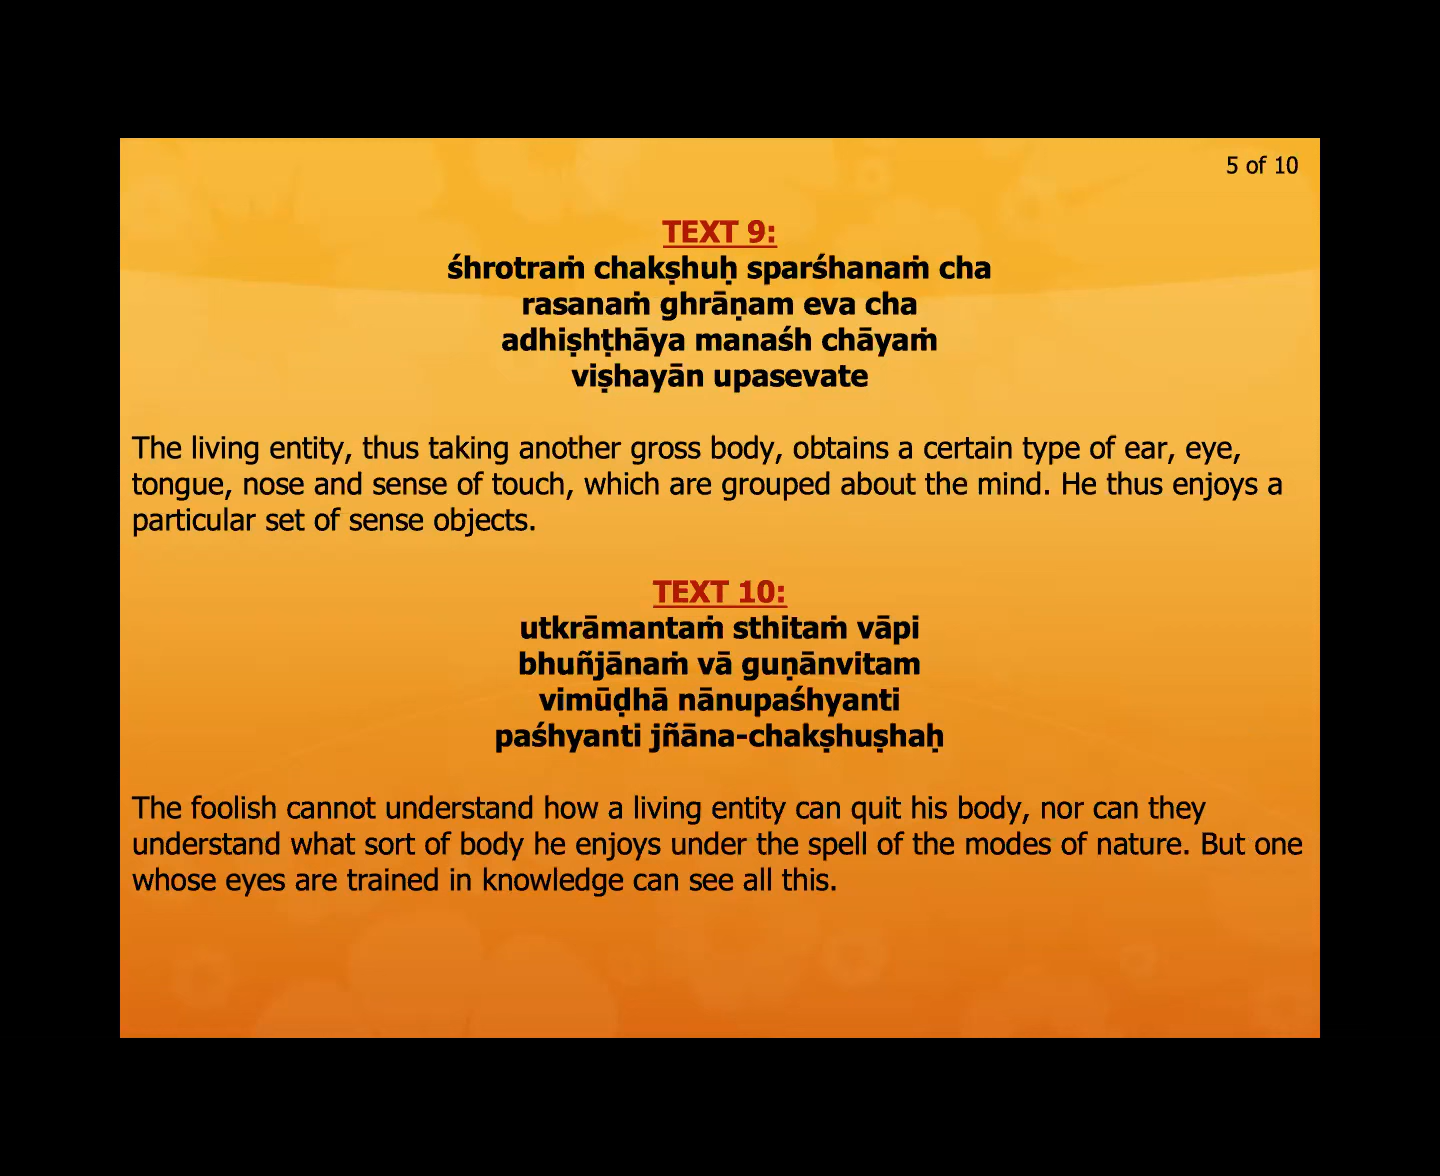 5 of 10
TEXT 9:
śhrotraṁ chakṣhuḥ sparśhanaṁ cha
rasanaṁ ghrāṇam eva cha
adhiṣhṭhāya manaśh chāyaṁ
viṣhayān upasevate
The living entity, thus taking another gross body, obtains a certain type of ear, eye,
tongue, nose and sense of touch, which are grouped about the mind. He thus enjoys a
particular set of sense objects.
TEXT 10:
utkrāmantaṁ sthitaṁ vāpi
bhuñjānaṁ vā guṇānvitam
vimūḍhā nānupaśhyanti
paśhyanti jñāna-chakṣhuṣhaḥ
The foolish cannot understand how a living entity can quit his body, nor can they
understand what sort of body he enjoys under the spell of the modes of nature. But one
whose eyes are trained in knowledge can see all this.